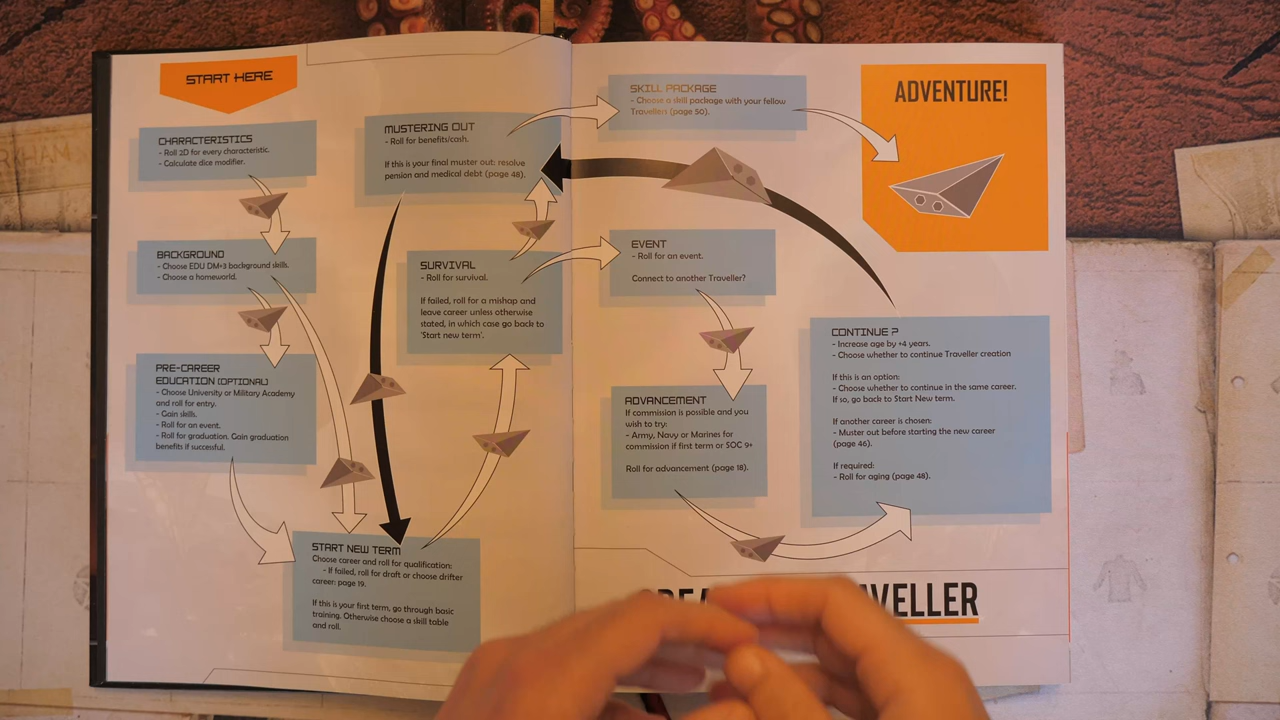 START HERE
CHARACTERISTICS
- Roll 2D for every characteristic.
- Calculate dice modifier.
BACKGROUND
- Choose EDU DM+3 background skills.
- Choose a homeworld.
PRE-CAREER
EDUCATION (OPTIONAL)
- Choose University or Military Academy
and roll for entry.
- Gain skills.
- Roll for an event.
- Roll for graduation. Gain graduation
benefits if successful.
START NEW TERM
Choose career and roll for qualification:
- If failed, roll for draft or choose drifter
career: page 19.
If this is your first term, go through basic
training. Otherwise choose a skill table
and roll.
MUSTERING OUT
- Roll for benefits/cash.
If this is your final muster out: resolve
pension and medical debt (page 48).
SURVIVAL
- Roll for survival.
If failed, roll for a mishap and
leave career unless otherwise
stated, in which case go back to
'Start new term'.
SKILL PACKAGE
- Choose a skill package with your fellow
Travellers (page 50).
EVENT
- Roll for an event.
Connect to another Traveller?
ADVANCEMENT
If commission is possible and you
wish to try:
- Army, Navy or Marines for
commission if first term or SOC 9+
Roll for advancement (page 18).
ADVENTURE!
CONTINUE ?
- Increase age by +4 years.
- Choose whether to continue Traveller creation
If this is an option:
- Choose whether to continue in the same career.
If so, go back to Start New term.
If another career is chosen:
- Muster out before starting the new career
(page 46).
If required:
- Roll for aging (page 48).